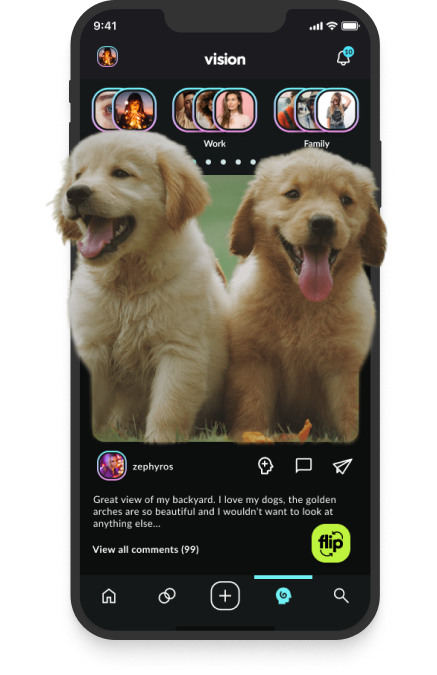 9:41
vision
10
Work
Family
zephyros
Great view of my backyard. I love my dogs, the golden
arches are so beautiful and I wouldn't want to look at
anything else...
flip
View all comments (99)